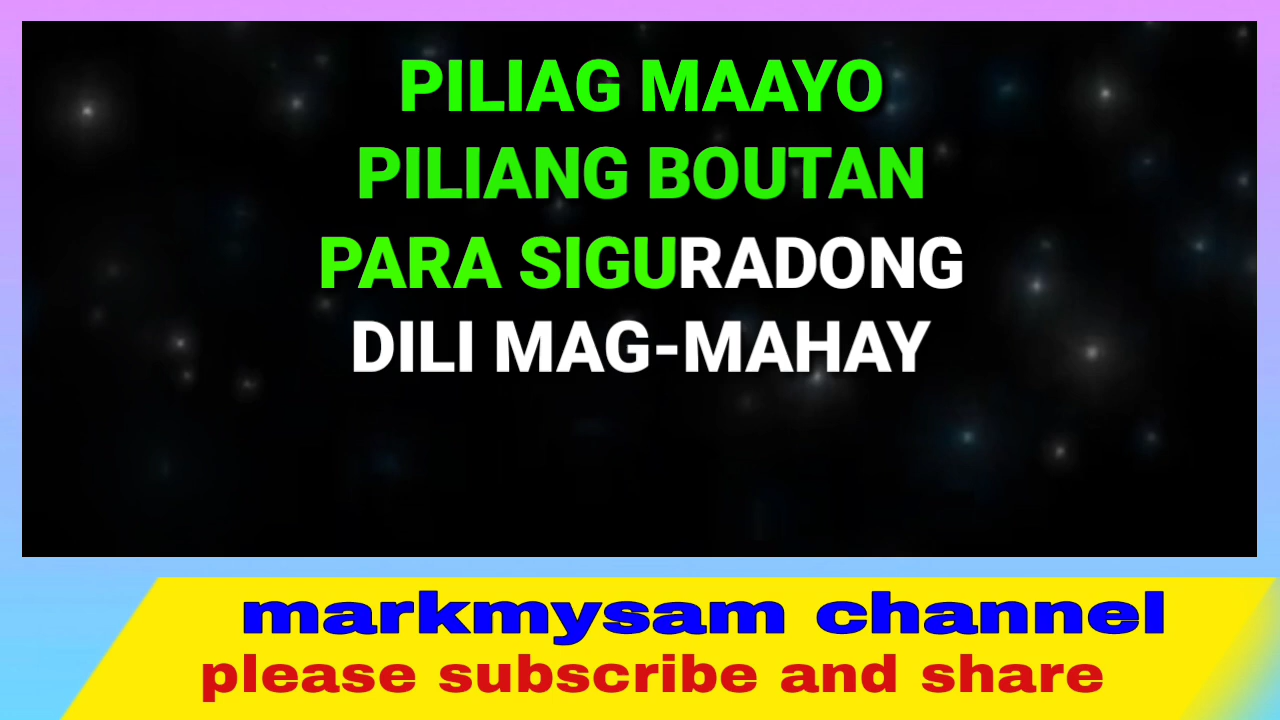 PILIAG MAAYO
PILIANG BOUTAN
PARA SIGURADONG
DILI MAG-MAHAY
markmysam channel
please subscribe and share